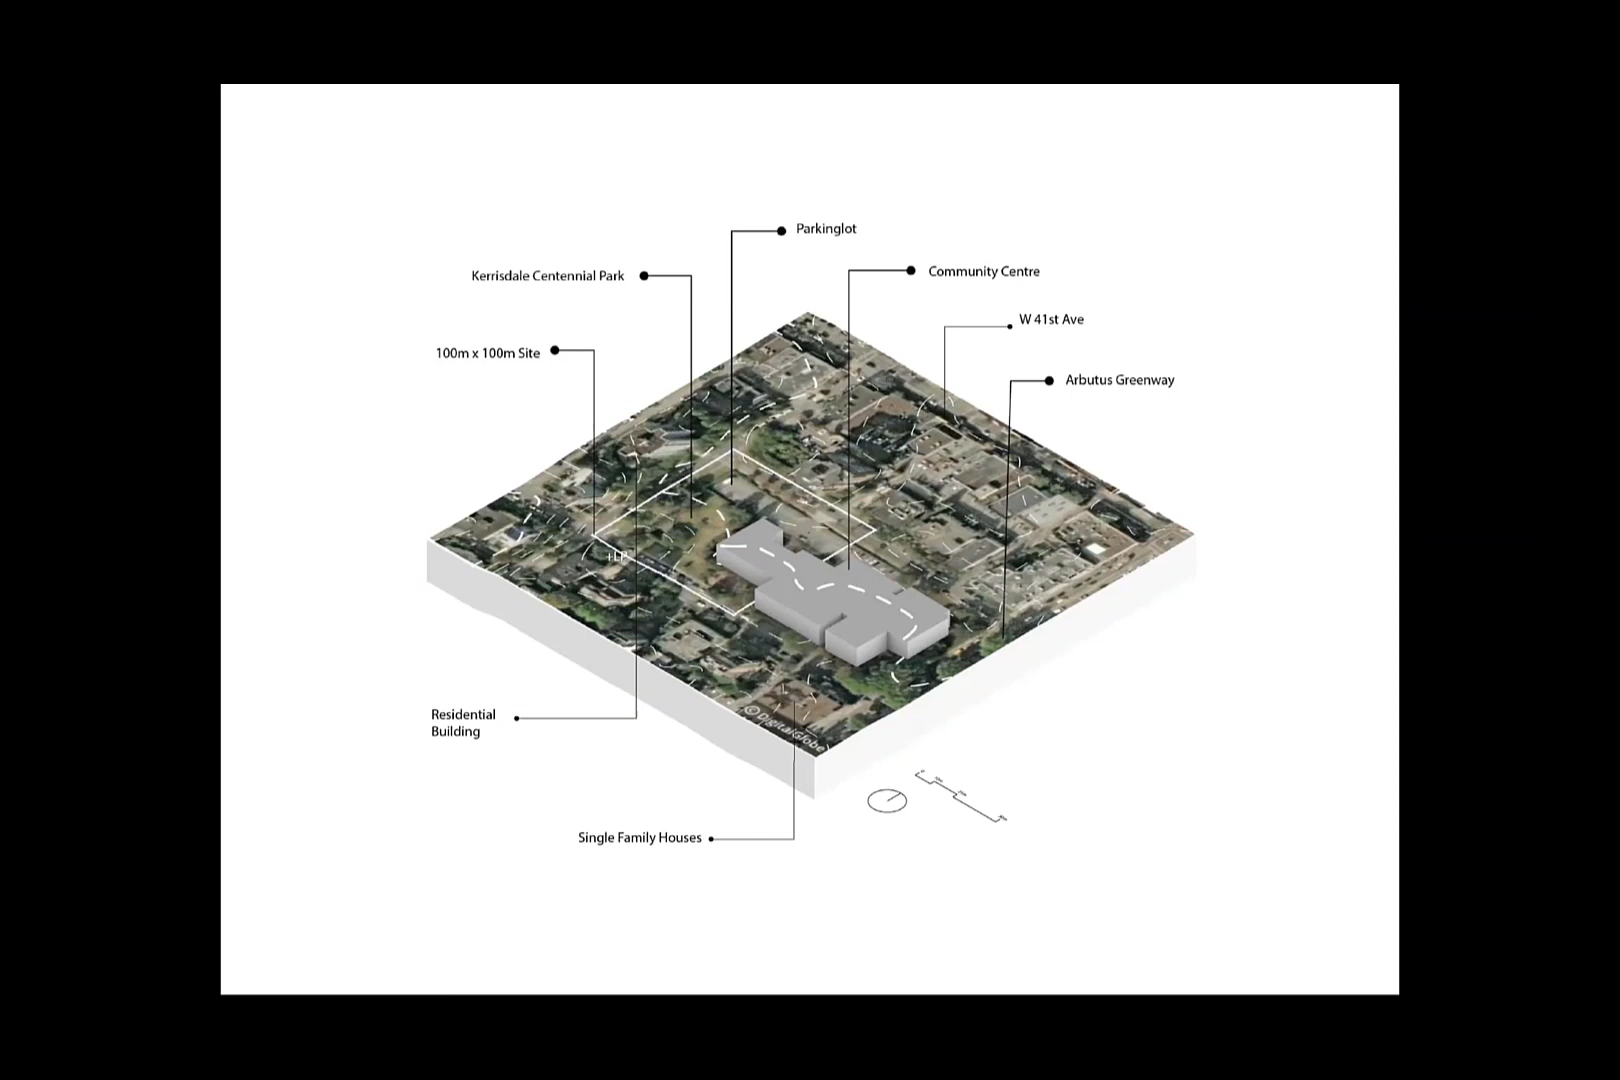 Parkinglot
Kerrisdale Centennial Park
Community Centre
W 41st Ave
100m x 100m Site
Arbutus Greenway
+LP
Residential
Building
© DigitalGlobe
Single Family Houses